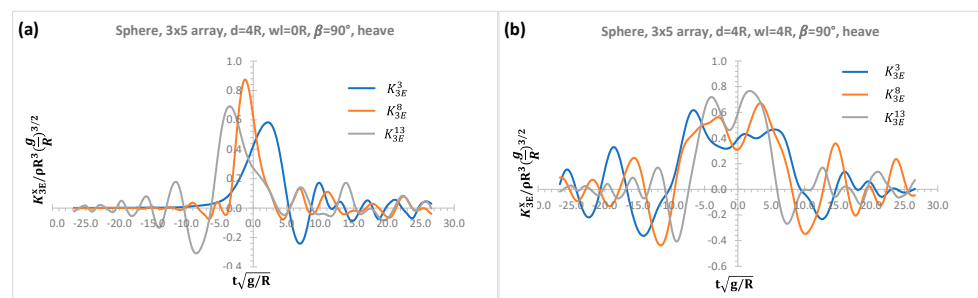 (a)
Sphere, 3x5 array, d=4R, wl=0R, β=90°, heave
1.0
0.8
0.6
0.4
0.2
0.0
-0.2
-0.4
K^3_3E
K^8_3E
K^13_3E
K^x_3E/ρR^3(g/R)^3/2
0.0 -25.0 -20.0 -15.0 -10.0 -5.0 0.0 5.0 10.0 15.0 20.0 25.0 30.0
t√g/R
(b)
Sphere, 3x5 array, d=4R, wl=4R, β=90°, heave
1.0
0.8
0.6
0.4
0.2
0.0
-0.2
-0.4
-0.6
K^3_3E
K^8_3E
K^13_3E
K^x_3E/ρR^3(g/R)^3/2
0.0 -25.0 -20.0 -15.0 -10.0 -5.0 0.0 5.0 10.0 15.0 20.0 25.0 30.0
t√g/R